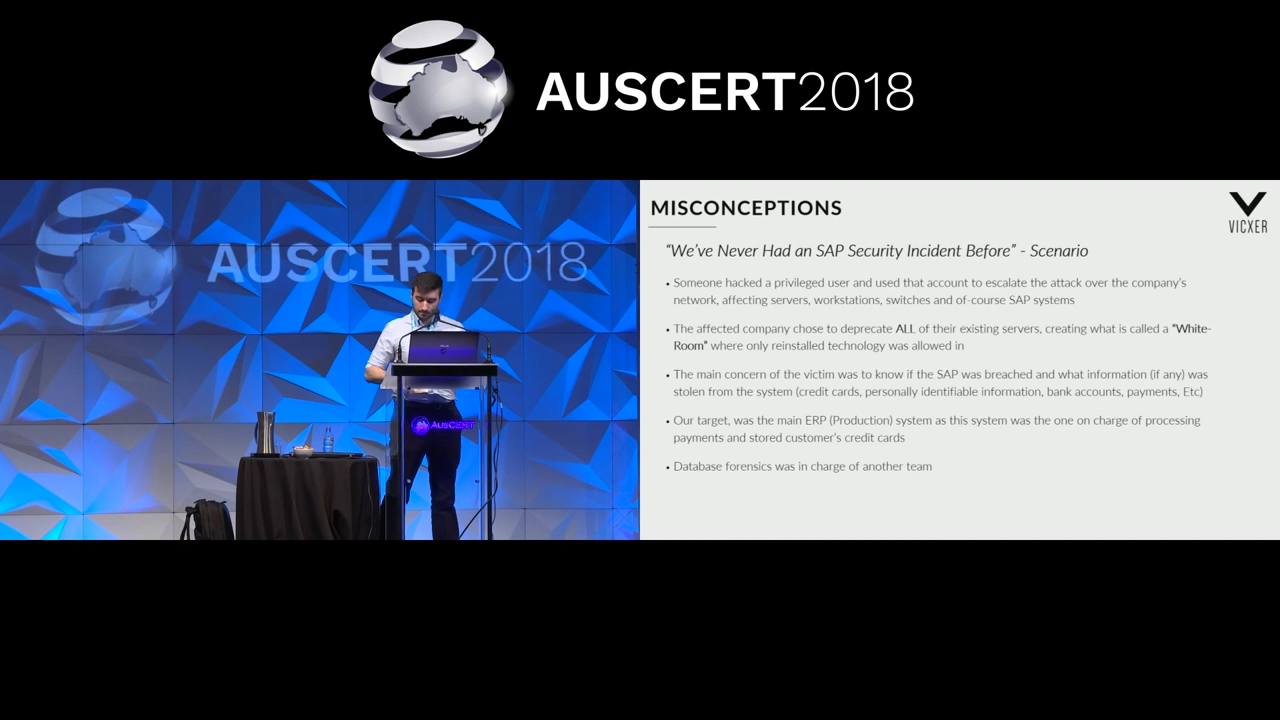 AUSCERT2018
AUSCERT2018
AUSCERT
MISCONCEPTIONS
VICXER
“We’ve Never Had an SAP Security Incident Before” - Scenario
• Someone hacked a privileged user and used that account to escalate the attack over the company’s
network, affecting servers, workstations, switches and of-course SAP systems
• The affected company chose to deprecate ALL of their existing servers, creating what is called a “White-
Room” where only reinstalled technology was allowed in
• The main concern of the victim was to know if the SAP was breached and what information (if any) was
stolen from the system (credit cards, personally identifiable information, bank accounts, payments, Etc)
• Our target, was the main ERP (Production) system as this system was the one on charge of processing
payments and stored customer’s credit cards
• Database forensics was in charge of another team